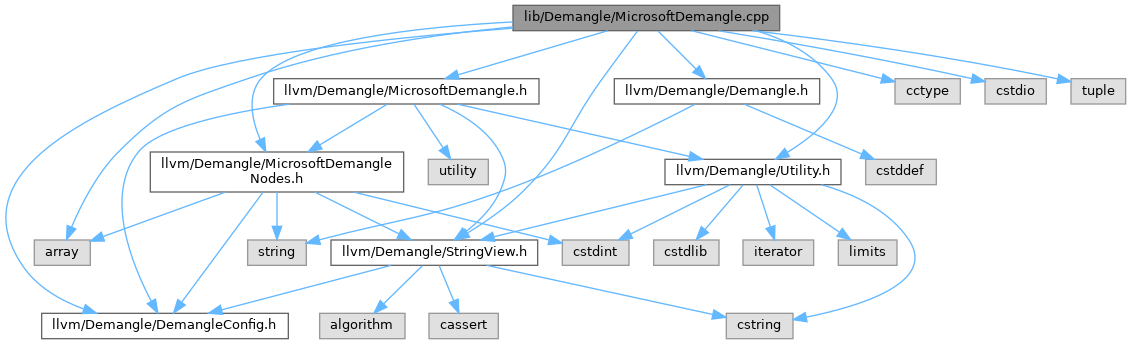 lib/Demangle/MicrosoftDemangle.cpp
llvm/Demangle/MicrosoftDemangle.h
llvm/Demangle/Demangle.h
cctype
cstdio
tuple
llvm/Demangle/MicrosoftDemangle
Nodes.h
utility
llvm/Demangle/Utility.h
cstddef
array
string
llvm/Demangle/StringView.h
cstdint
cstdlib
iterator
limits
llvm/Demangle/DemangleConfig.h
algorithm
cassert
cstring